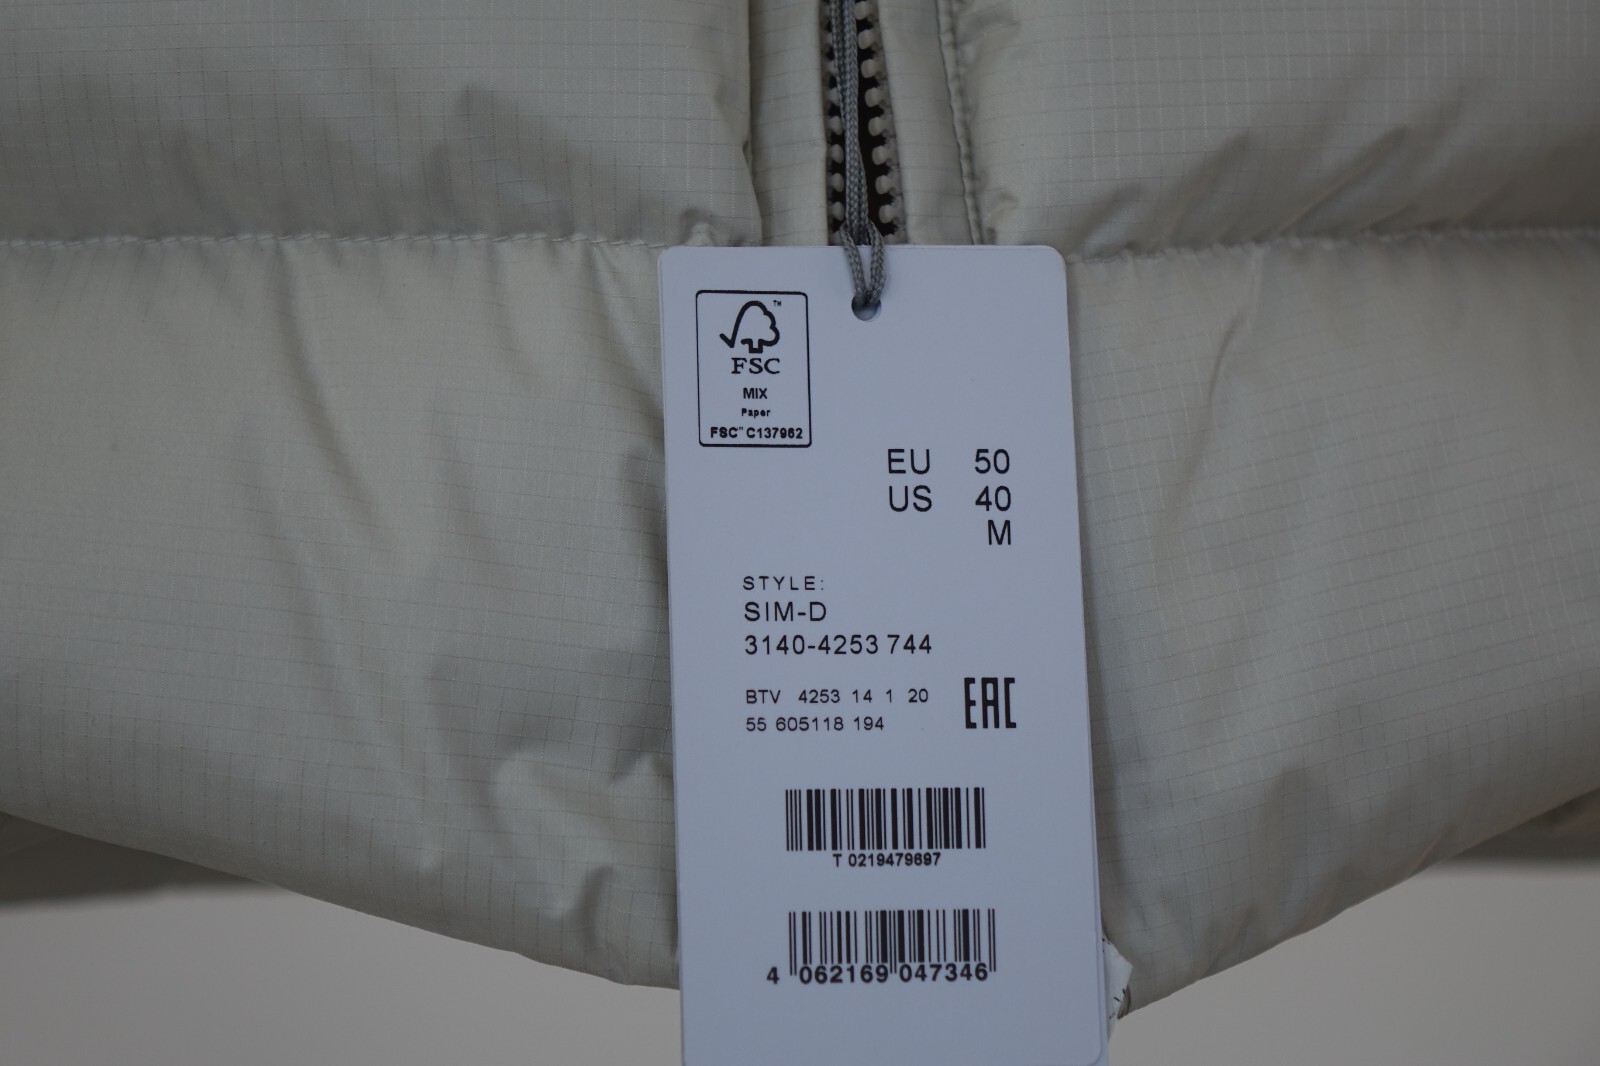 TM
FSC
MIX
Paper
FSC™ C137962
EU 50
US 40
M
STYLE:
SIM-D
3140-4253 744
BTV 4253 14 1 20
55 605118 194
EAC
T 0219479697
4 062169 047346